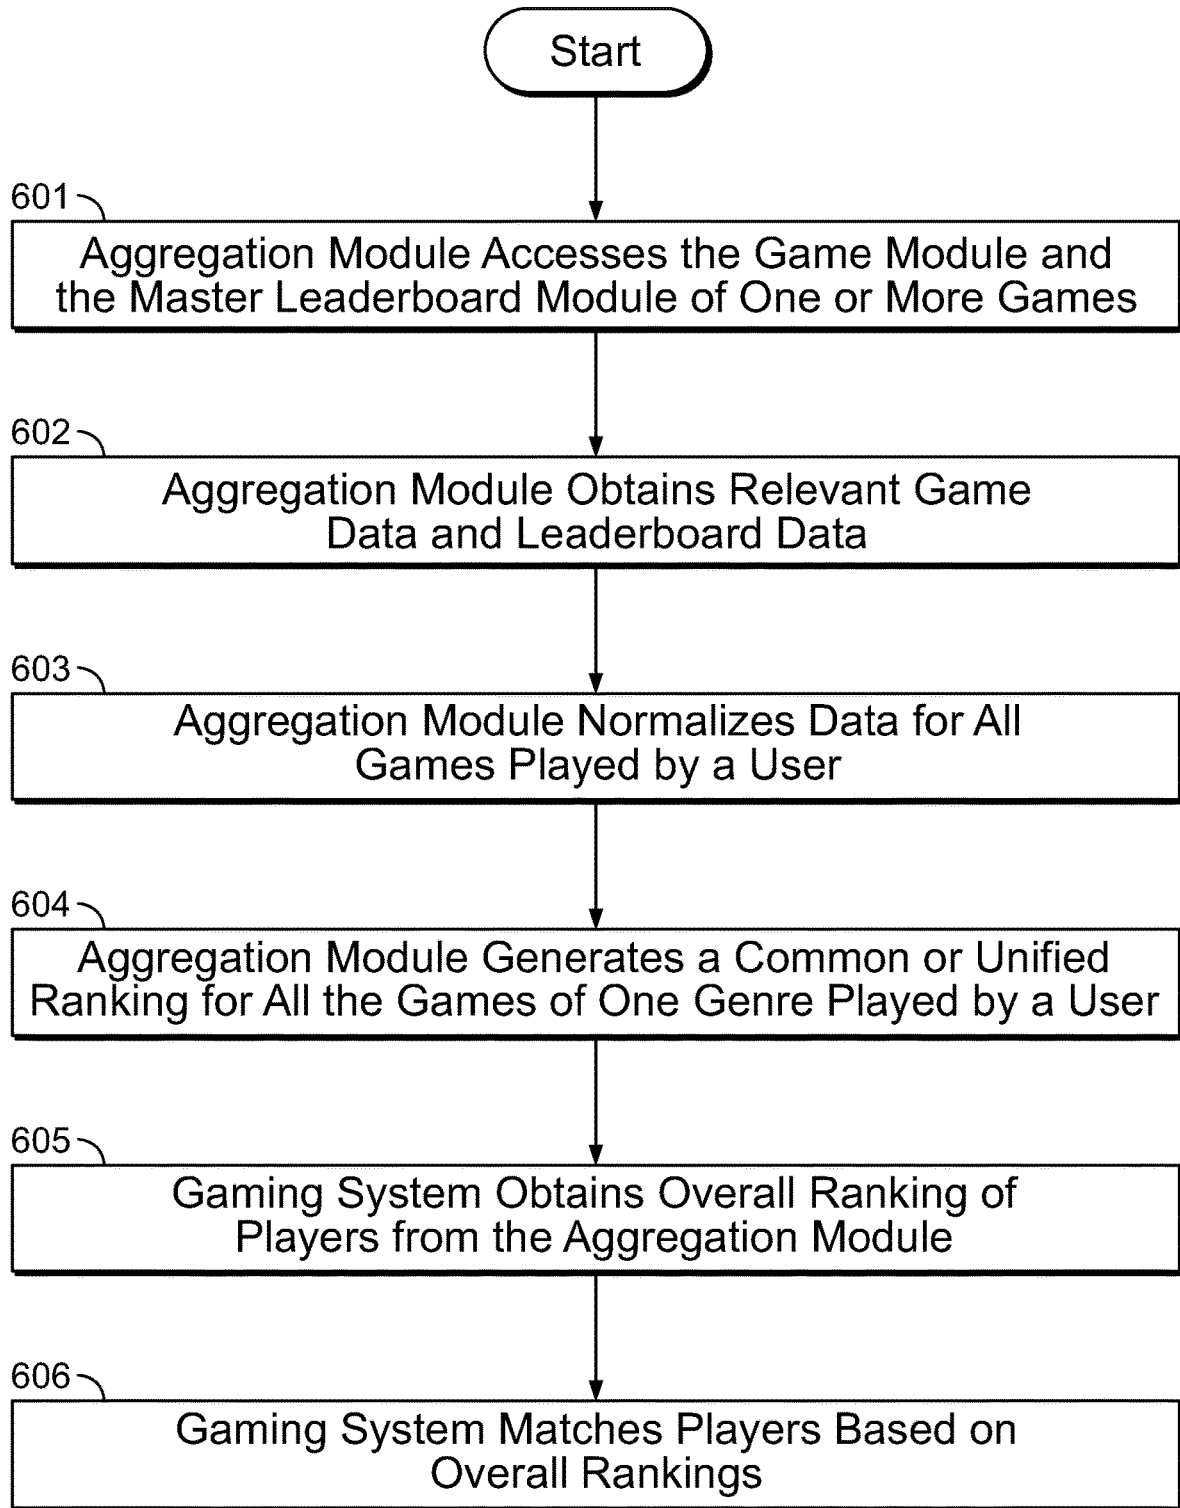 Start
601
Aggregation Module Accesses the Game Module and
the Master Leaderboard Module of One or More Games
602
Aggregation Module Obtains Relevant Game
Data and Leaderboard Data
603
Aggregation Module Normalizes Data for All
Games Played by a User
604
Aggregation Module Generates a Common or Unified
Ranking for All the Games of One Genre Played by a User
605
Gaming System Obtains Overall Ranking of
Players from the Aggregation Module
606
Gaming System Matches Players Based on
Overall Rankings